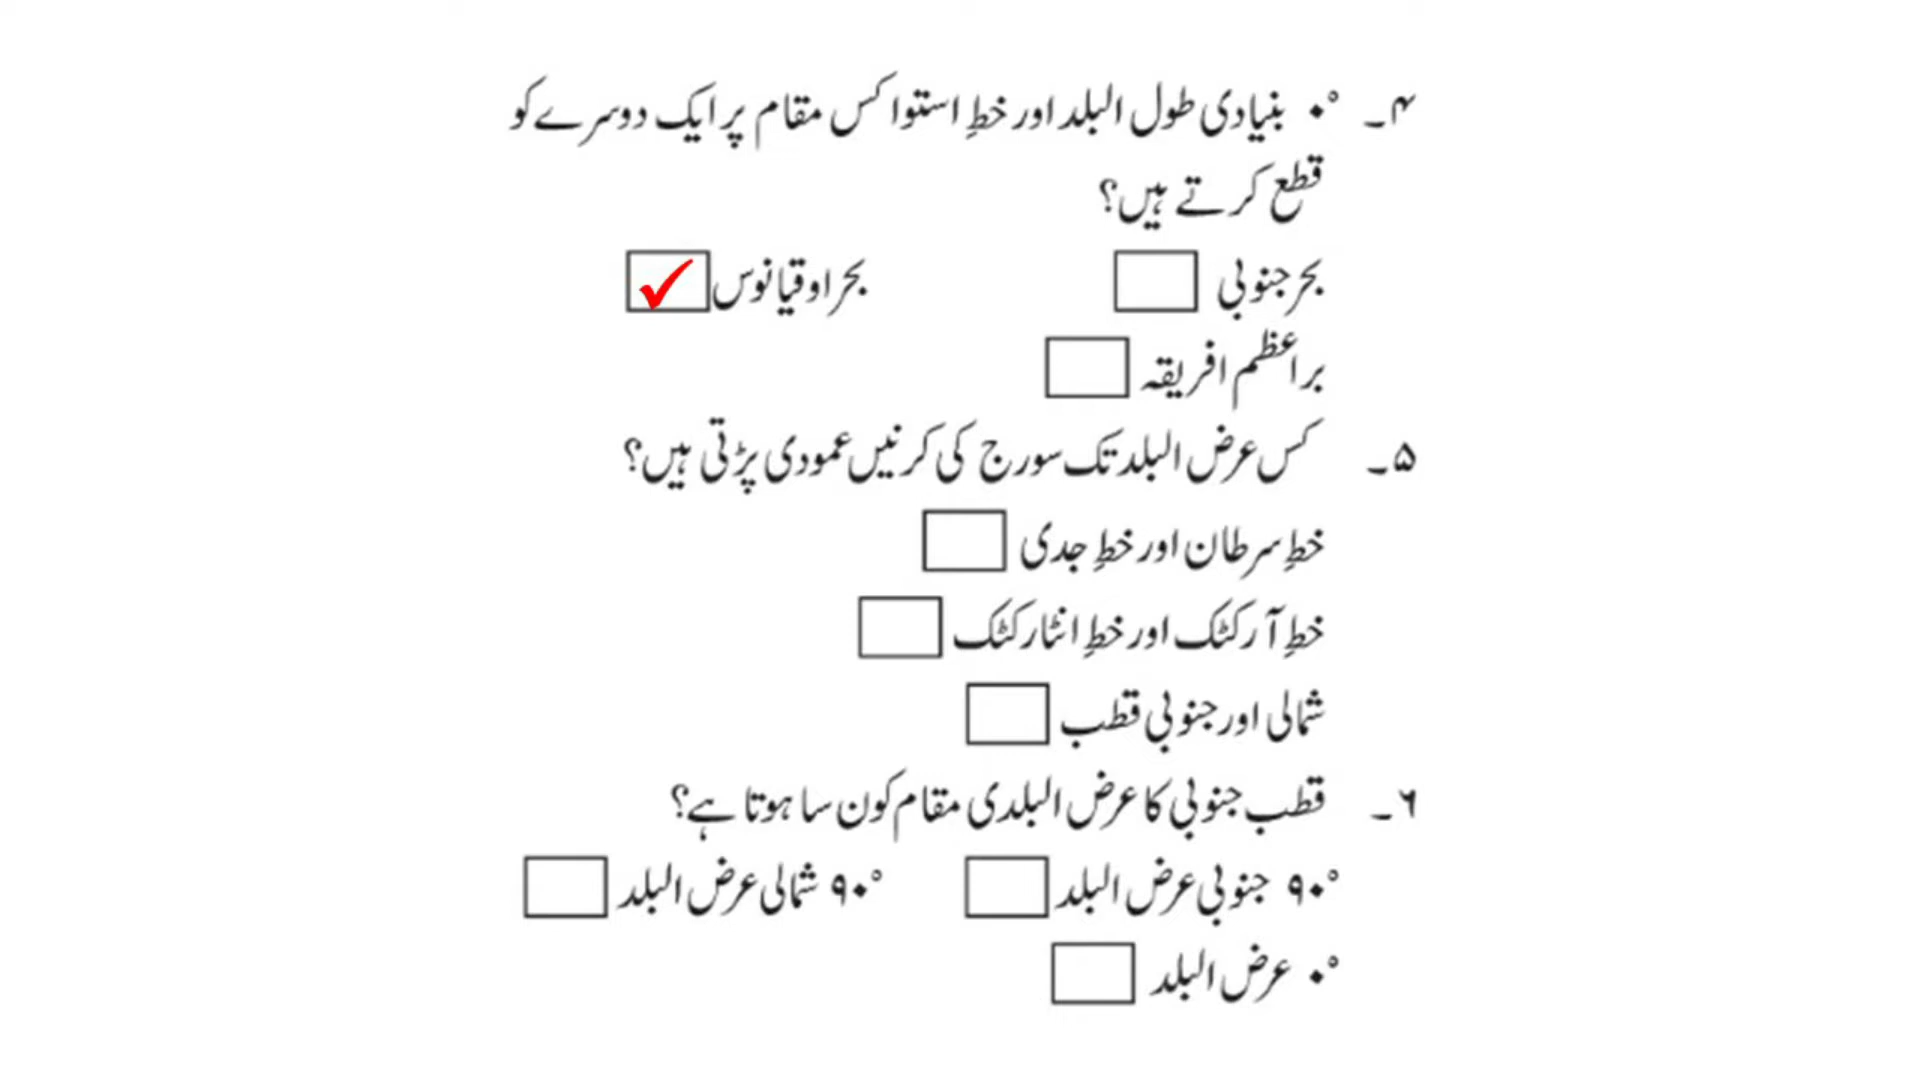 ۴۔ ۰° بنیادی طول البلد اور خطِ استوا کس مقام پر ایک دوسرے کو
قطع کرتے ہیں؟
بحر جنوبی بحر اوقیانوس
براعظم افریقہ
۵۔ کس عرض البلد تک سورج کی کرنیں عمودی پڑتی ہیں؟
خطِ سرطان اور خطِ جدی
خطِ آرکٹک اور خطِ انٹارکٹک
شمالی اور جنوبی قطب
۶۔ قطب جنوبی کا عرض البلدی مقام کون سا ہوتا ہے؟
۹۰° جنوبی عرض البلد ۹۰° شمالی عرض البلد
۰° عرض البلد